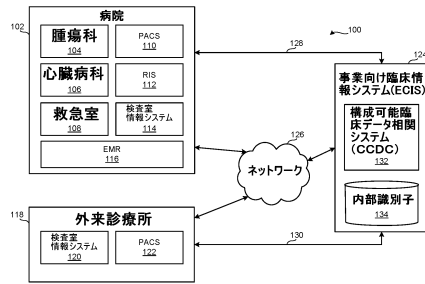 100
102
病院
腫瘍科
104
PACS
110
心臓病科
106
RIS
112
救急室
108
検査室
情報システム
114
EMR
116
128
124
事業向け臨床情
報システム(ECIS)
構成可能臨
床データ相関
システム
(CCDC)
132
内部識別子
134
126
ネットワーク
118
外来診療所
検査室
情報システム
120
PACS
122
130